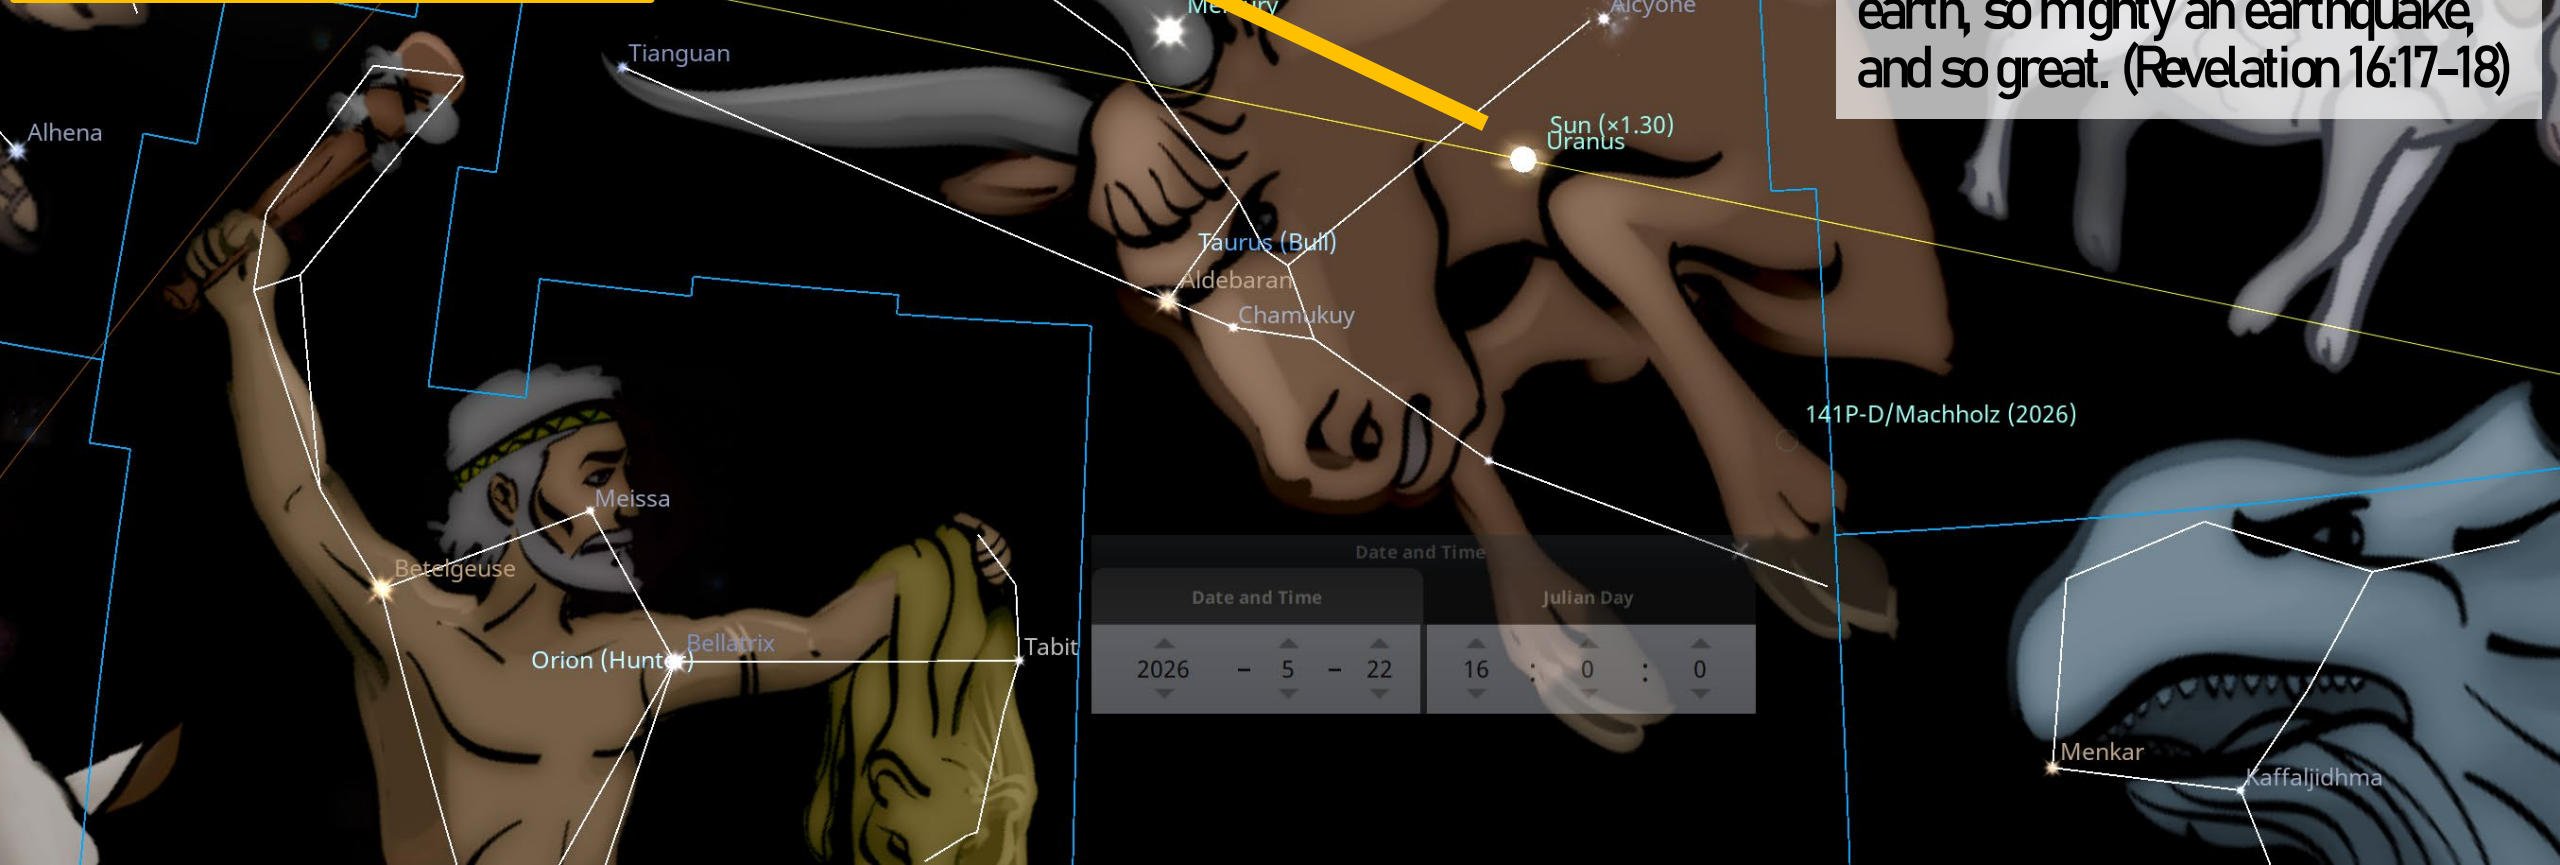 Mercury
Alcyone
earth, so mighty an earthquake,
and so great. (Revelation 16:17-18)
Tianguan
Alhena
Sun (×1.30)
Uranus
Taurus (Bull)
Aldebaran
Chamukuy
141P-D/Machholz (2026)
Meissa
Betelgeuse
Bellatrix
Orion (Hunter)
Tabit
Date and Time
Date and Time
Julian Day
2026 – 5 – 22
16 : 0 : 0
Menkar
Kaffaljidhma